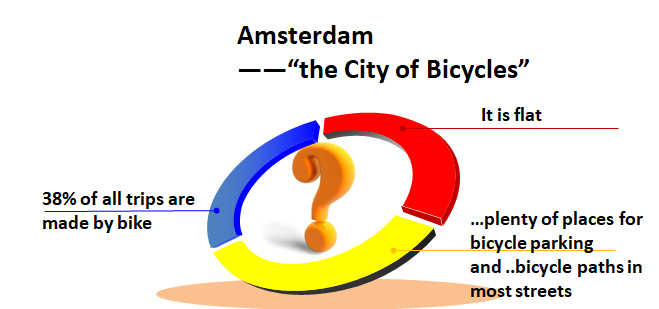 Amsterdam
——“the City of Bicycles”
It is flat
38% of all trips are
made by bike
…plenty of places for
bicycle parking
and ..bicycle paths in
most streets